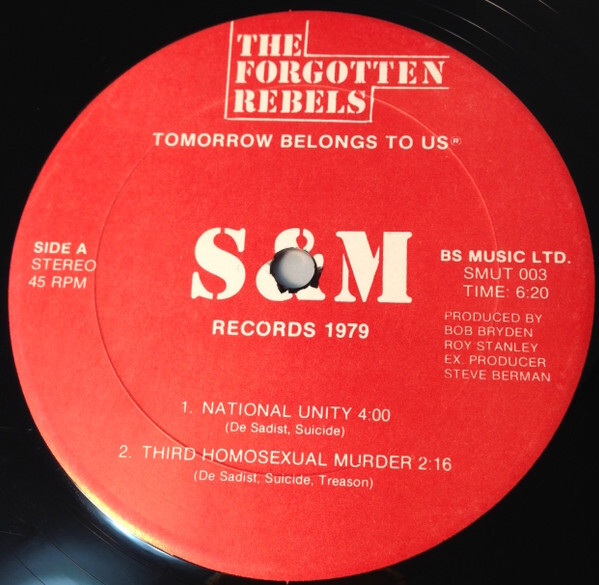 THE
FORGOTTEN
REBELS
TOMORROW BELONGS TO US®
SIDE A
STEREO
45 RPM
S&M
RECORDS 1979
BS MUSIC LTD.
SMUT 003
TIME: 6:20
PRODUCED BY
BOB BRYDEN
ROY STANLEY
EX. PRODUCER
STEVE BERMAN
1. NATIONAL UNITY 4:00
(De Sadist, Suicide)
2. THIRD HOMOSEXUAL MURDER 2:16
(De Sadist, Suicide, Treason)